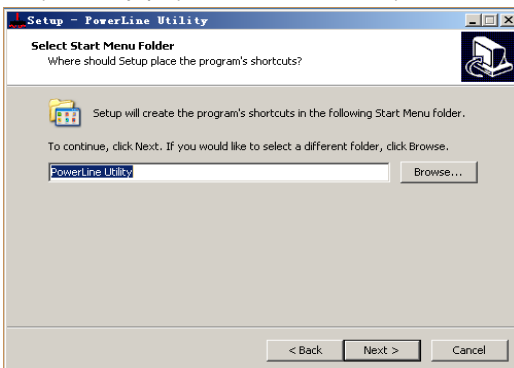 Setup - PowerLine Utility
Select Start Menu Folder
Where should Setup place the program's shortcuts?
Setup will create the program's shortcuts in the following Start Menu folder.
To continue, click Next. If you would like to select a different folder, click Browse.
PowerLine Utility
Browse...
< Back
Next >
Cancel